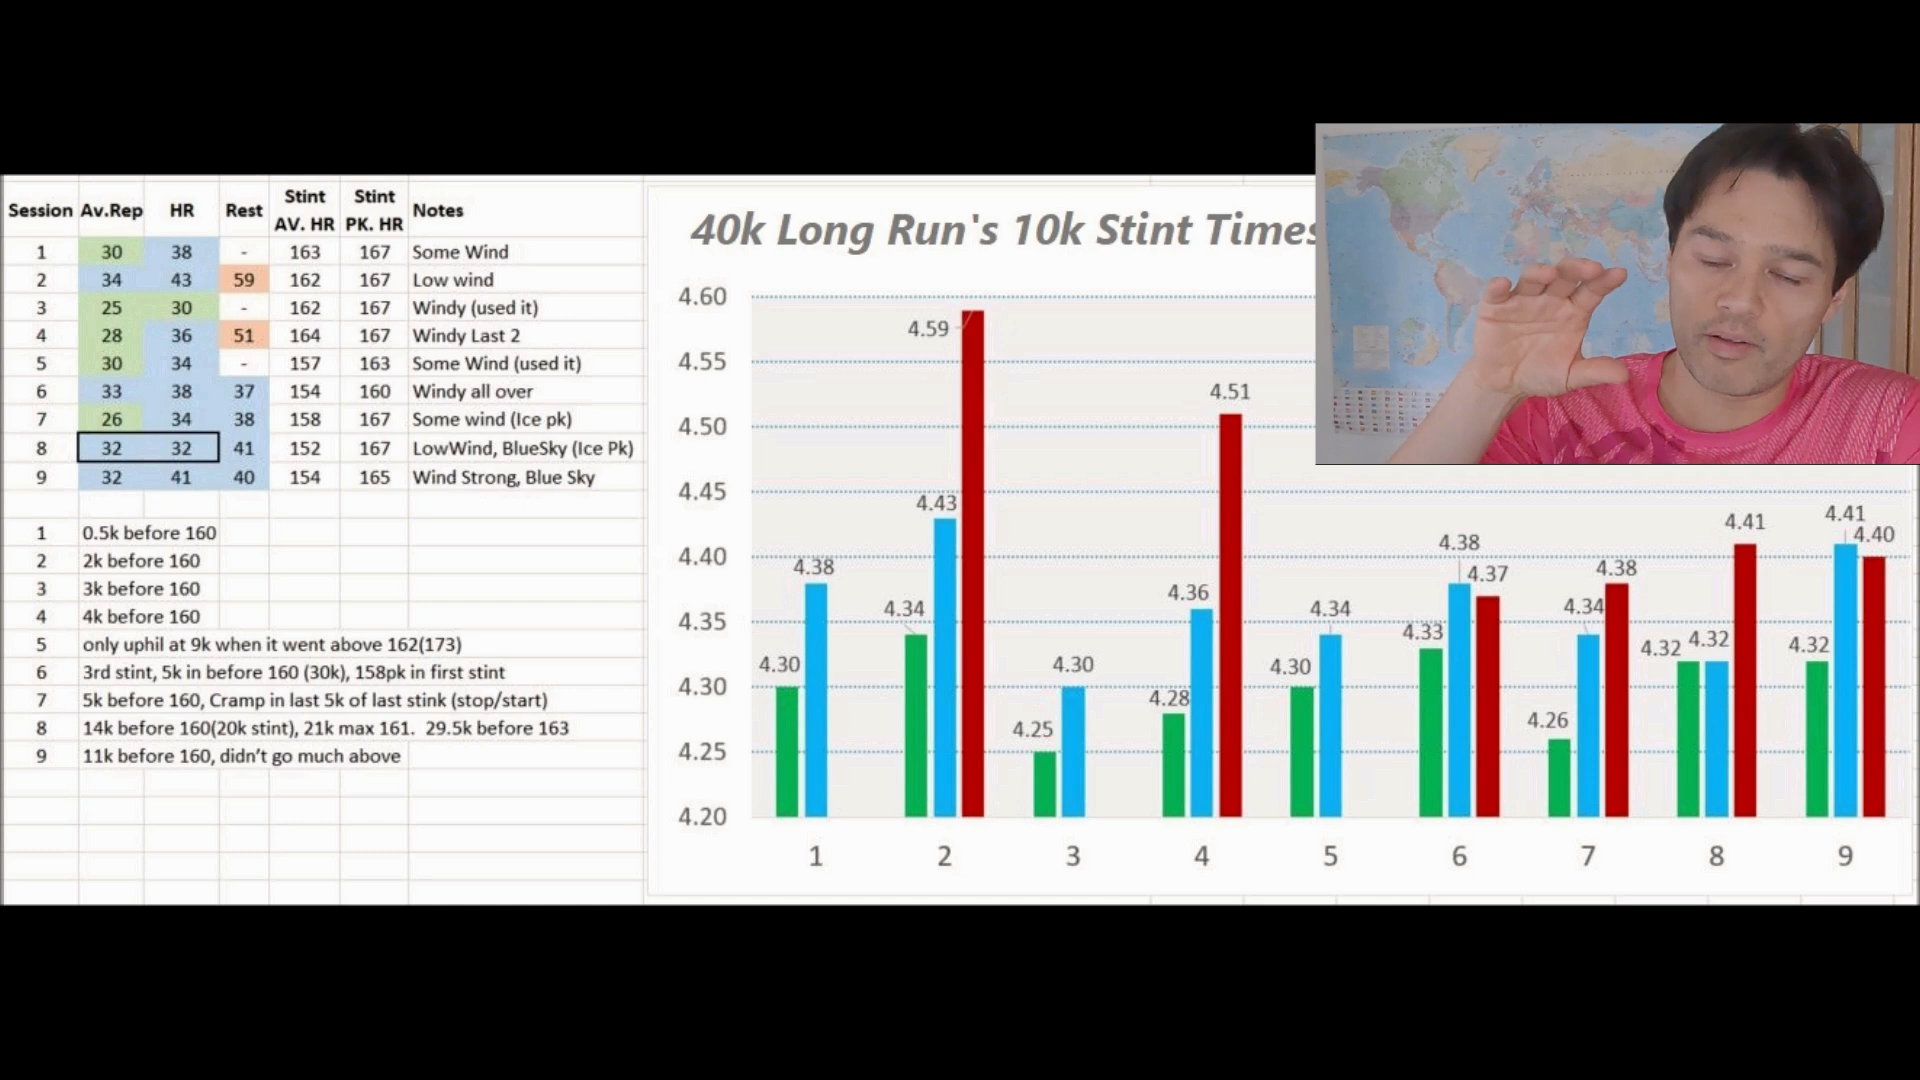 Session Av.Rep HR Rest Stint AV. HR Stint PK. HR Notes
1 30 38 - 163 167 Some Wind
2 34 43 59 162 167 Low wind
3 25 30 - 162 167 Windy (used it)
4 28 36 51 164 167 Windy Last 2
5 30 34 - 157 163 Some Wind (used it)
6 33 38 37 154 160 Windy all over
7 26 34 38 158 167 Some wind (Ice pk)
8 32 32 41 152 167 LowWind, BlueSky (Ice Pk)
9 32 41 40 154 165 Wind Strong, Blue Sky
1 0.5k before 160
2 2k before 160
3 3k before 160
4 4k before 160
5 only uphil at 9k when it went above 162(173)
6 3rd stint, 5k in before 160 (30k), 158pk in first stint
7 5k before 160, Cramp in last 5k of last stink (stop/start)
8 14k before 160(20k stint), 21k max 161. 29.5k before 163
9 11k before 160, didn't go much above
40k Long Run's 10k Stint Times
4.60
4.55
4.50
4.45
4.40
4.35
4.30
4.25
4.20
4.30 4.38
4.34 4.43 4.59
4.25 4.30
4.28 4.36 4.51
4.30 4.34
4.33 4.38 4.37
4.26 4.34 4.38
4.32 4.32 4.41
4.32 4.41 4.40
1 2 3 4 5 6 7 8 9